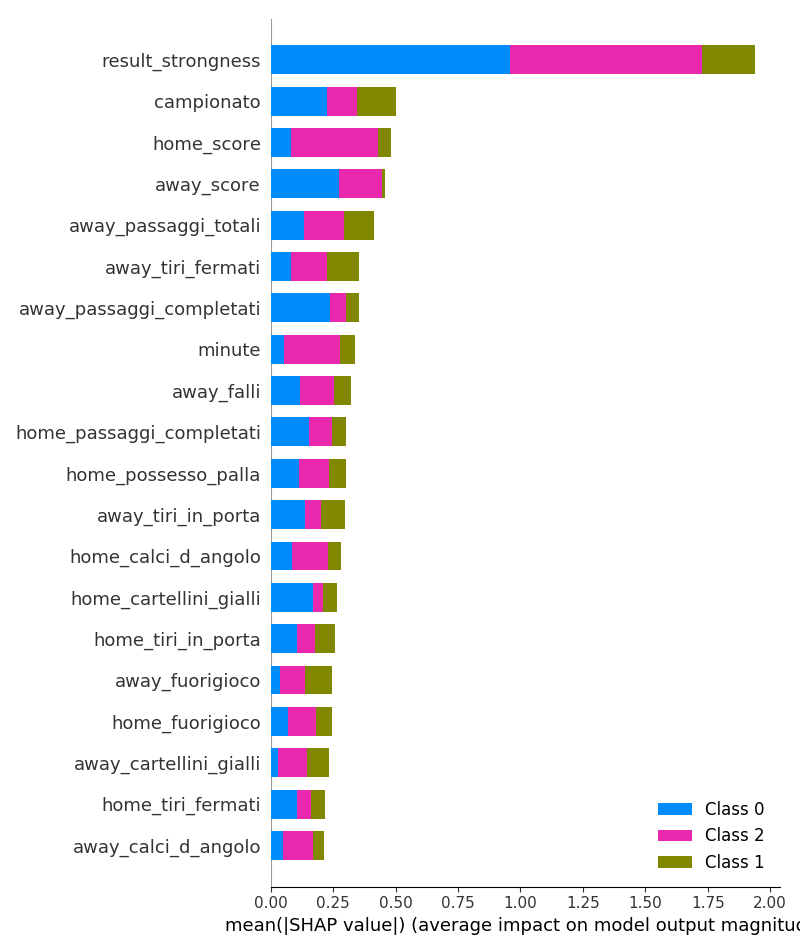 result_strongness
campionato
home_score
away_score
away_passaggi_totali
away_tiri_fermati
away_passaggi_completati
minute
away_falli
home_passaggi_completati
home_possesso_palla
away_tiri_in_porta
home_calci_d_angolo
home_cartellini_gialli
home_tiri_in_porta
away_fuorigioco
home_fuorigioco
away_cartellini_gialli
home_tiri_fermati
away_calci_d_angolo
Class 0
Class 2
Class 1
0.00 0.25 0.50 0.75 1.00 1.25 1.50 1.75 2.00
mean(|SHAP value|) (average impact on model output magnitud